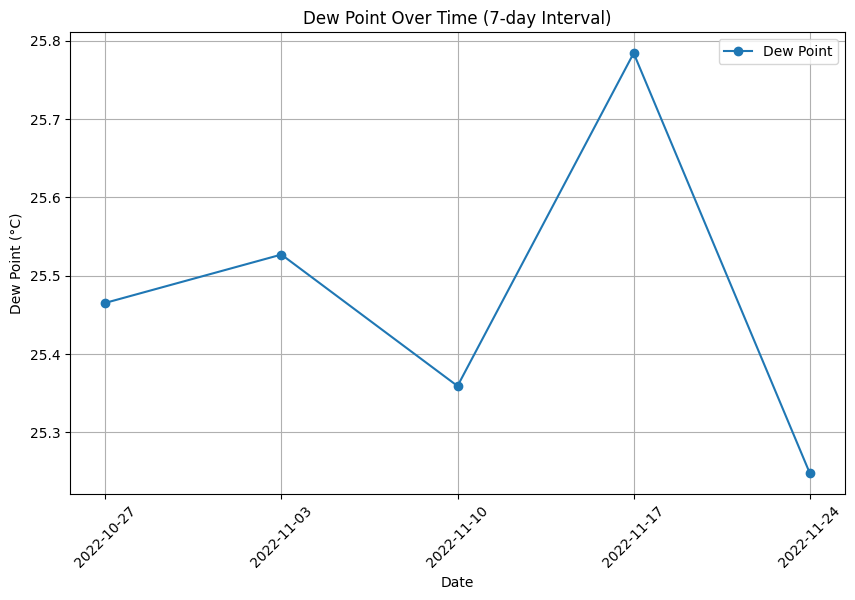 Dew Point Over Time (7-day Interval)
Dew Point
25.8
25.7
25.6
25.5
25.4
25.3
Dew Point (°C)
2022-10-27
2022-11-03
2022-11-10
2022-11-17
2022-11-24
Date